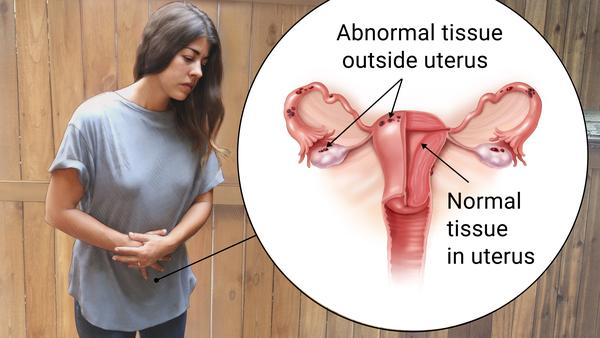 Abnormal tissue
outside uterus
Normal
tissue
in uterus